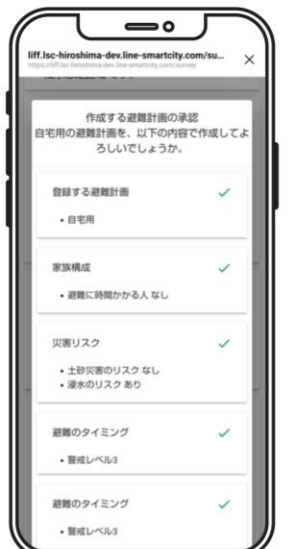 liff.lsc-hiroshima-dev.line-smartcity.com/su...
https://liff.lsc-hiroshima-dev.line-smartcity.com/survey
作成する避難計画の承認
自宅用の避難計画を、以下の内容で作成してよ
ろしいでしょうか。
登録する避難計画
• 自宅用
家族構成
• 避難に時間かかる人 なし
災害リスク
• 土砂災害のリスク なし
• 浸水のリスク あり
避難のタイミング
• 警戒レベル3
避難のタイミング
• 警戒レベル3